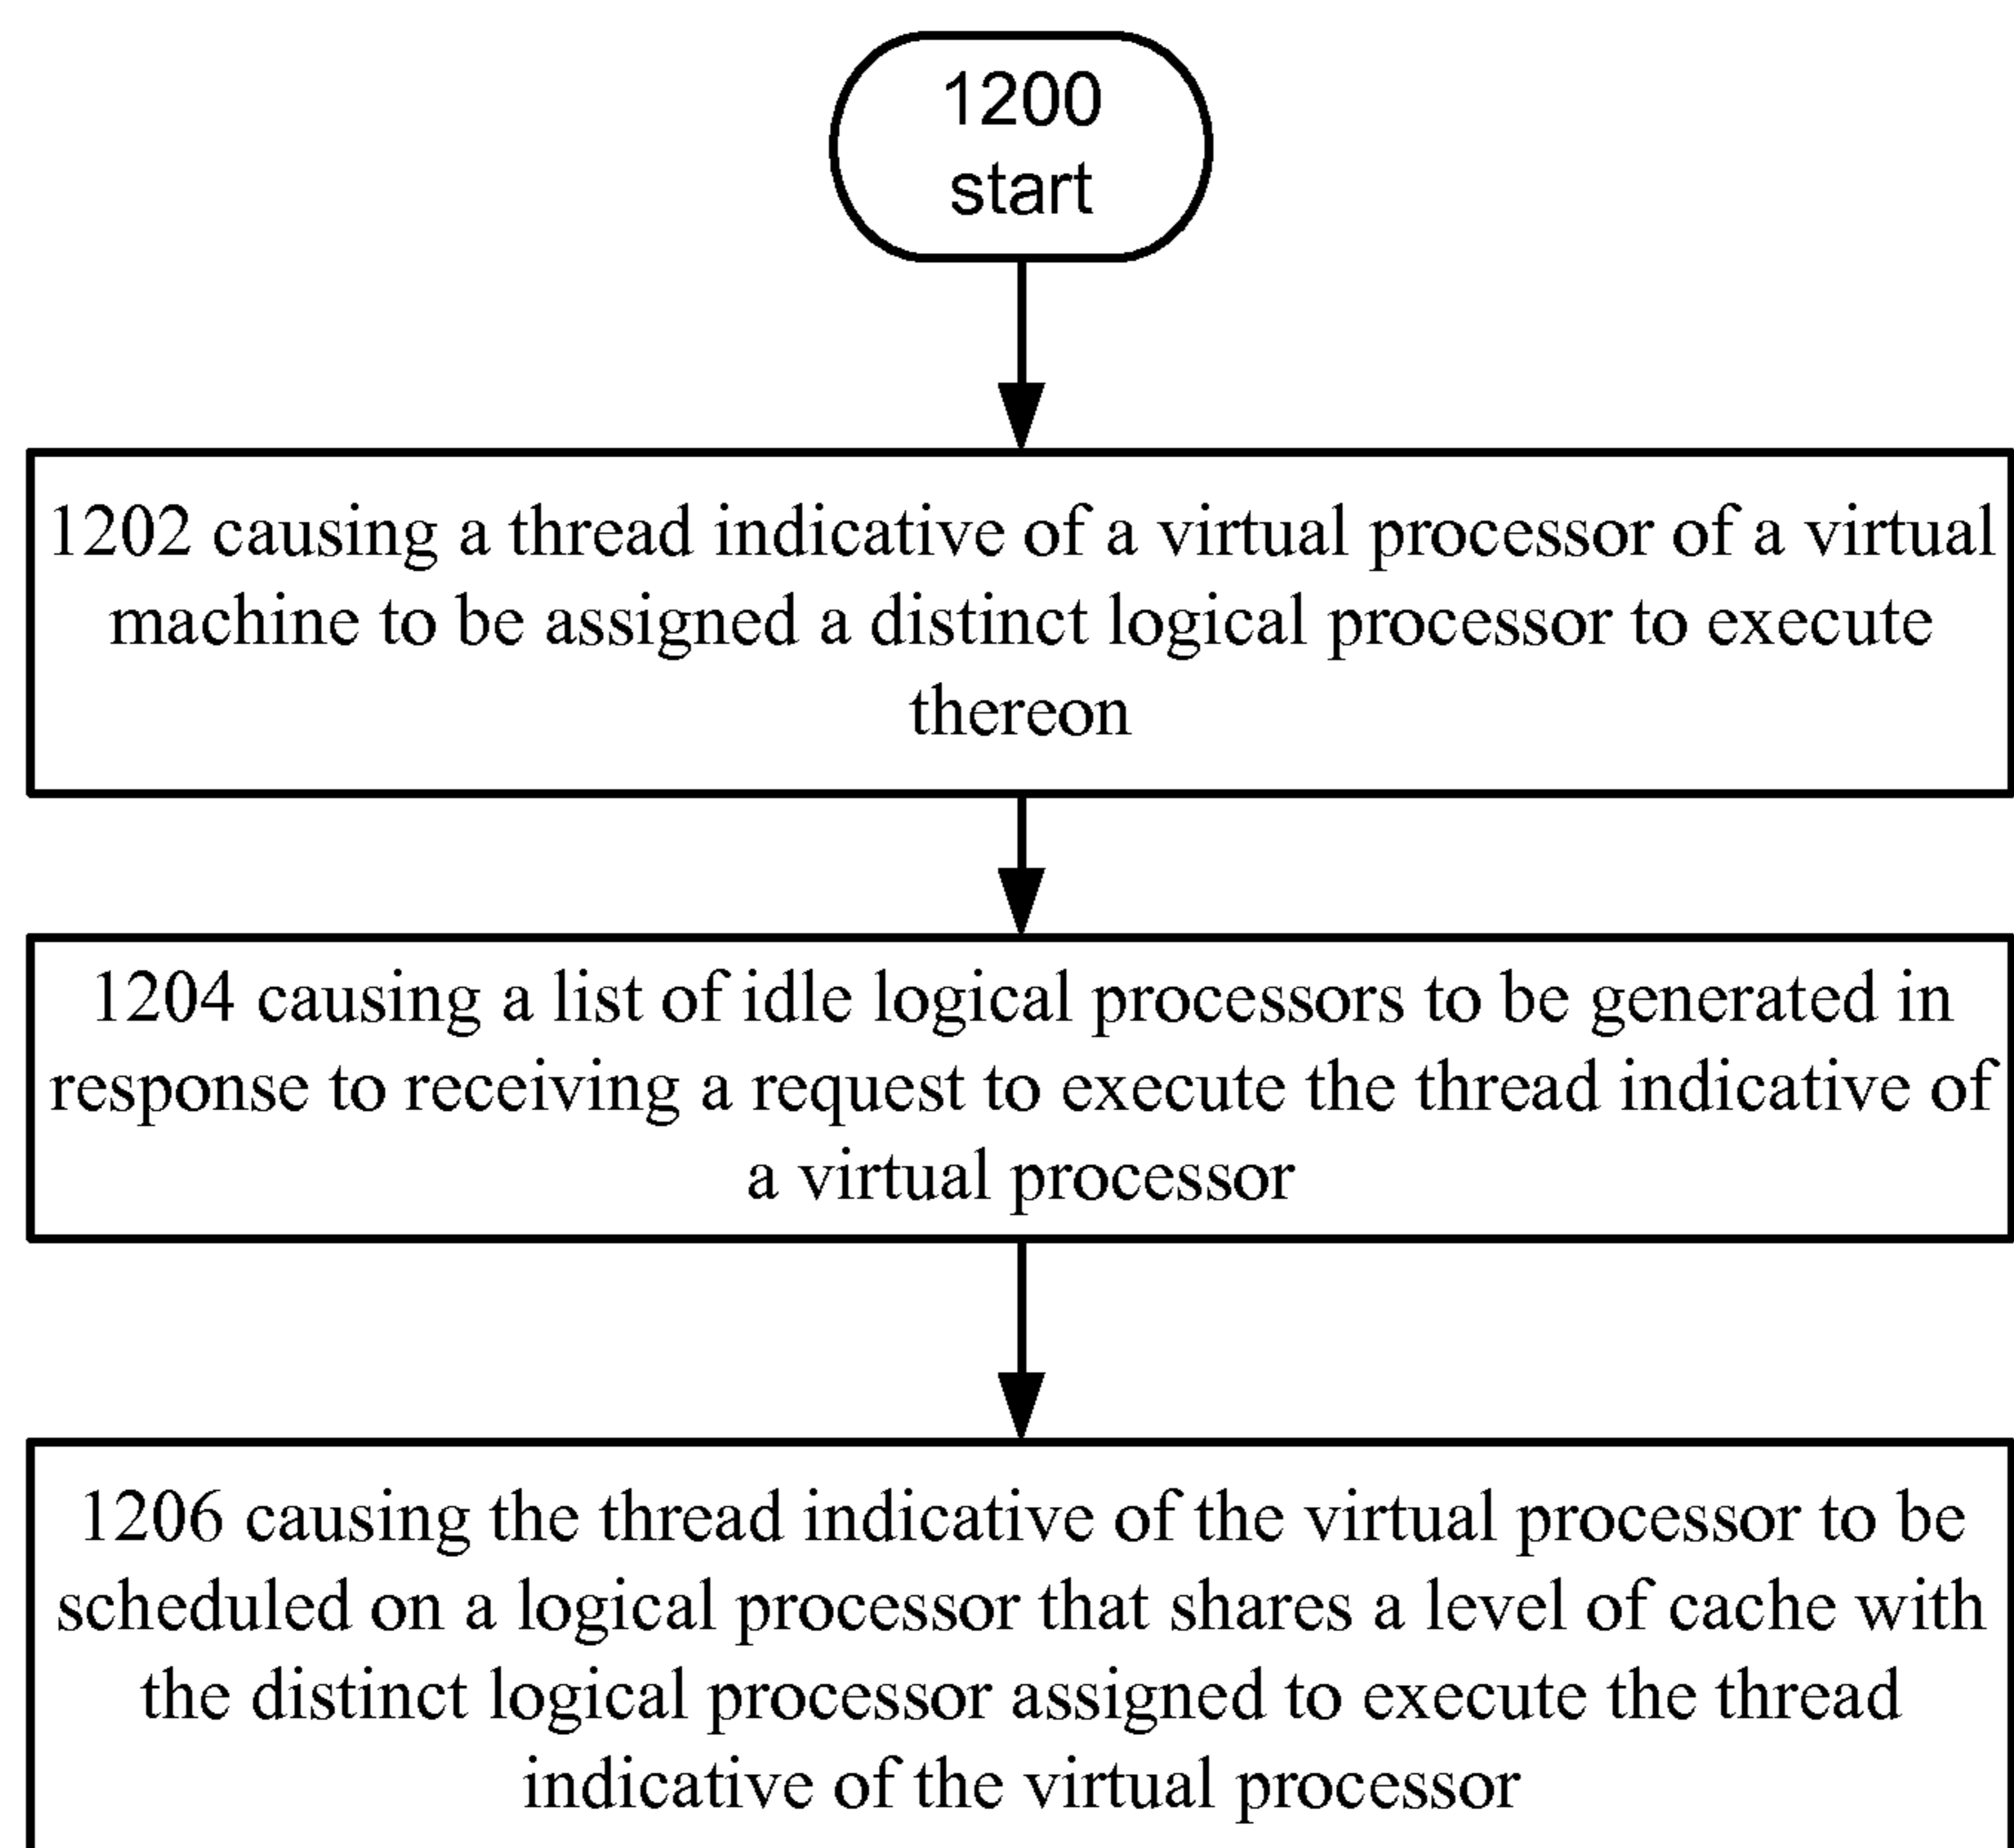 1200
start
1202 causing a thread indicative of a virtual processor of a virtual
machine to be assigned a distinct logical processor to execute
thereon
1204 causing a list of idle logical processors to be generated in
response to receiving a request to execute the thread indicative of
a virtual processor
1206 causing the thread indicative of the virtual processor to be
scheduled on a logical processor that shares a level of cache with
the distinct logical processor assigned to execute the thread
indicative of the virtual processor